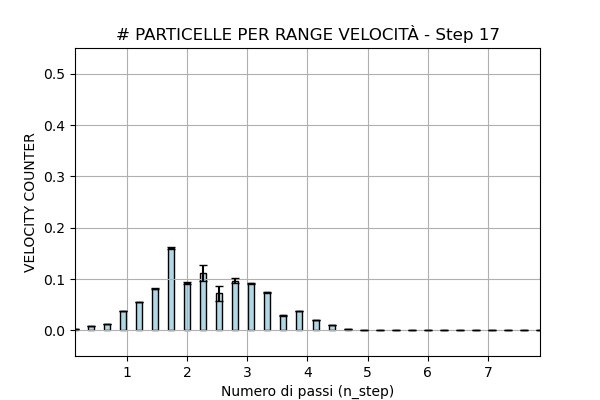 # PARTICELLE PER RANGE VELOCITÀ - Step 17
VELOCITY COUNTER
0.5
0.4
0.3
0.2
0.1
0.0
1 2 3 4 5 6 7
Numero di passi (n_step)